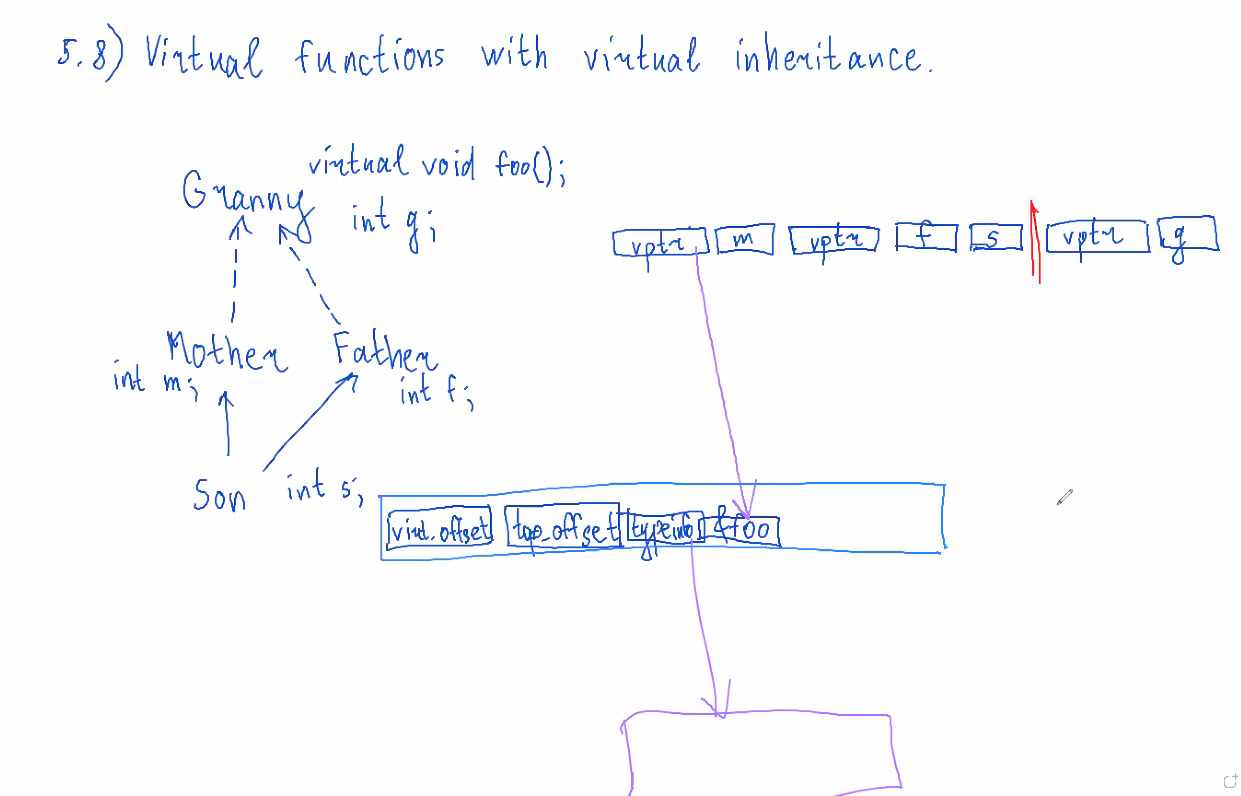 5.8) Virtual functions with virtual inheritance.
virtual void foo();
Granny
int g;
vptr m vptr f s vptr g
Mother Father
int m; int f;
Son int s;
virt_offset top_offset typeinfo &foo